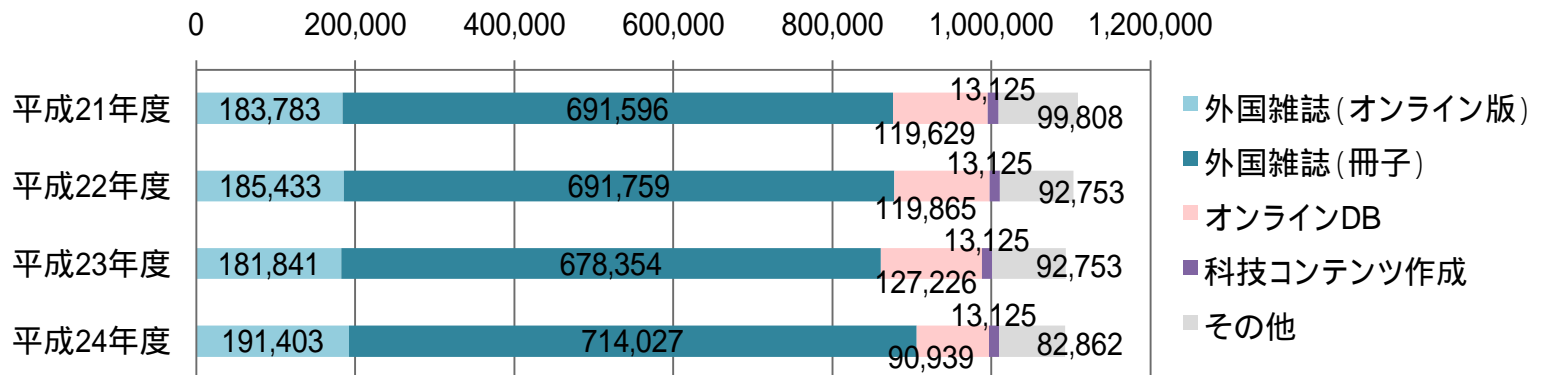 0 200,000 400,000 600,000 800,000 1,000,000 1,200,000
平成21年度 183,783 691,596 119,629 13,125 99,808
平成22年度 185,433 691,759 119,865 13,125 92,753
平成23年度 181,841 678,354 127,226 13,125 92,753
平成24年度 191,403 714,027 90,939 13,125 82,862
外国雑誌(オンライン版)
外国雑誌(冊子)
オンラインDB
科技コンテンツ作成
その他